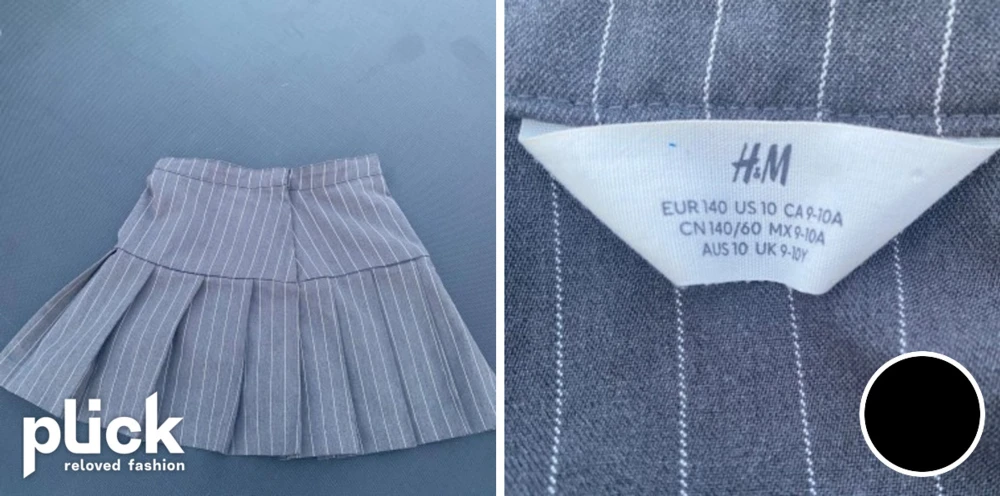 plick
reloved fashion
H&M
EUR 140 US 10 CA 9-10A
CN 140/60 MX 9-10A
AUS 10 UK 9-10Y